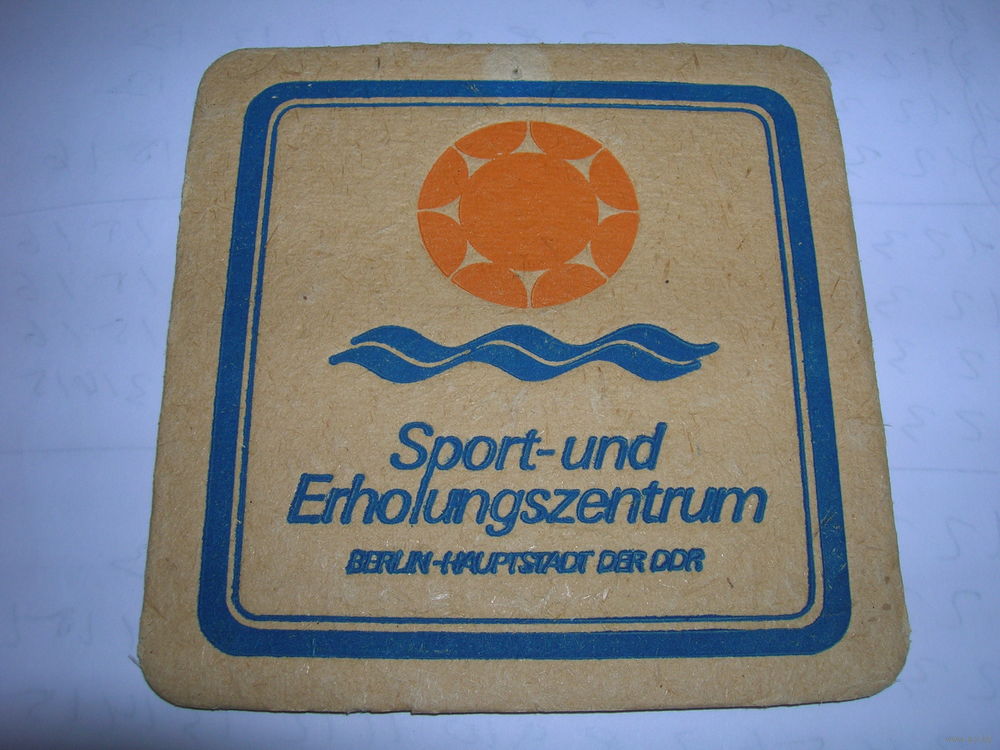 Sport-und
Erholungszentrum
BERLIN-HAUPTSTADT DER DDR